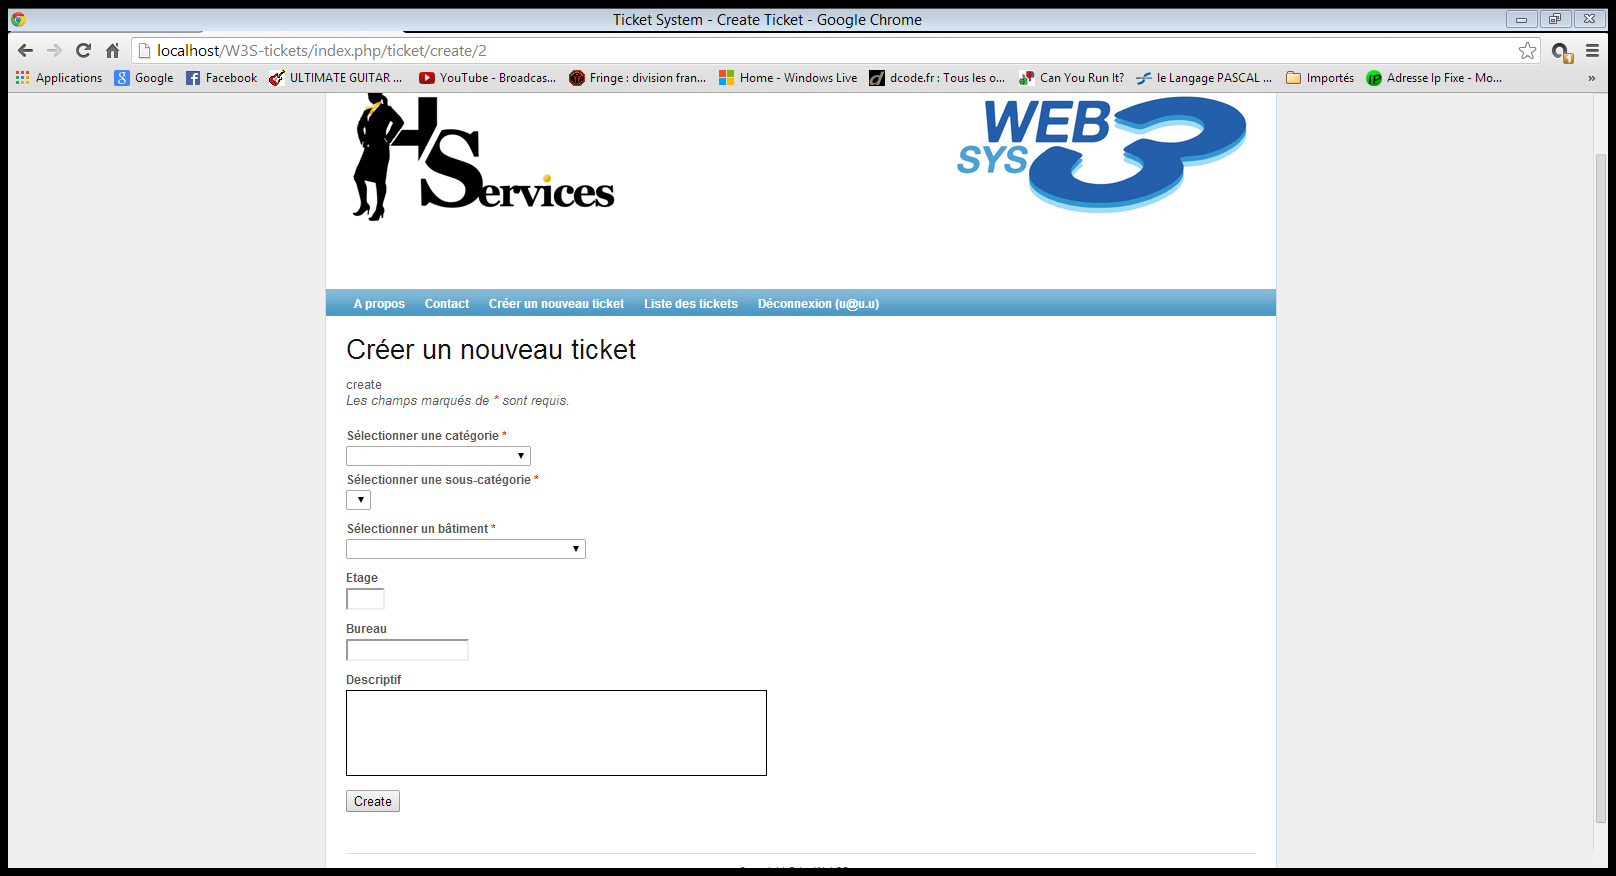 Ticket System - Create Ticket - Google Chrome
localhost/W3S-tickets/index.php/ticket/create/2
Applications Google Facebook ULTIMATE GUITAR ... YouTube - Broadcas... Fringe : division fran... Home - Windows Live dcode.fr : Tous les o... Can You Run It? le Langage PASCAL ... Importés Adresse Ip Fixe - Mo... »
HServices
WEB
SYS 3
A propos Contact Créer un nouveau ticket Liste des tickets Déconnexion (u@u.u)
Créer un nouveau ticket
create
Les champs marqués de * sont requis.
Sélectionner une catégorie *
Sélectionner une sous-catégorie *
Sélectionner un bâtiment *
Etage
Bureau
Descriptif
Create